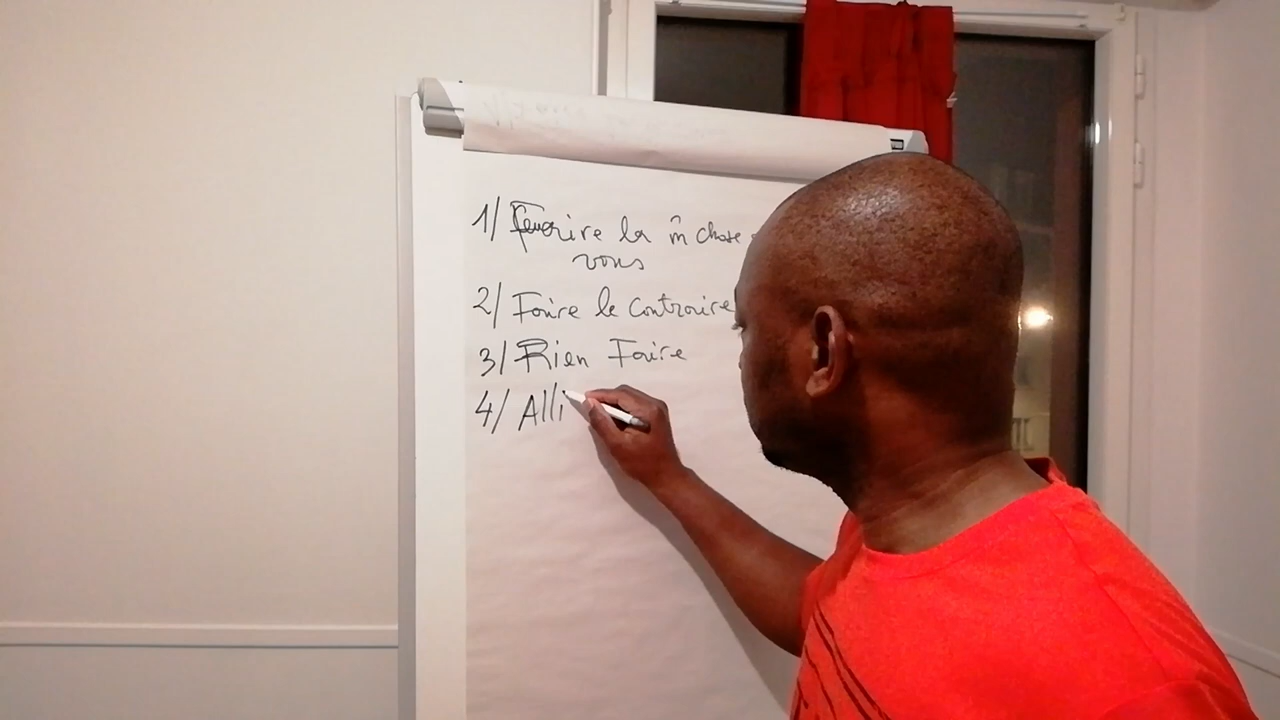 1/ la m̂ chose
vous
2/ Faire le contraire
3/ Rien Faire
4/ Alli